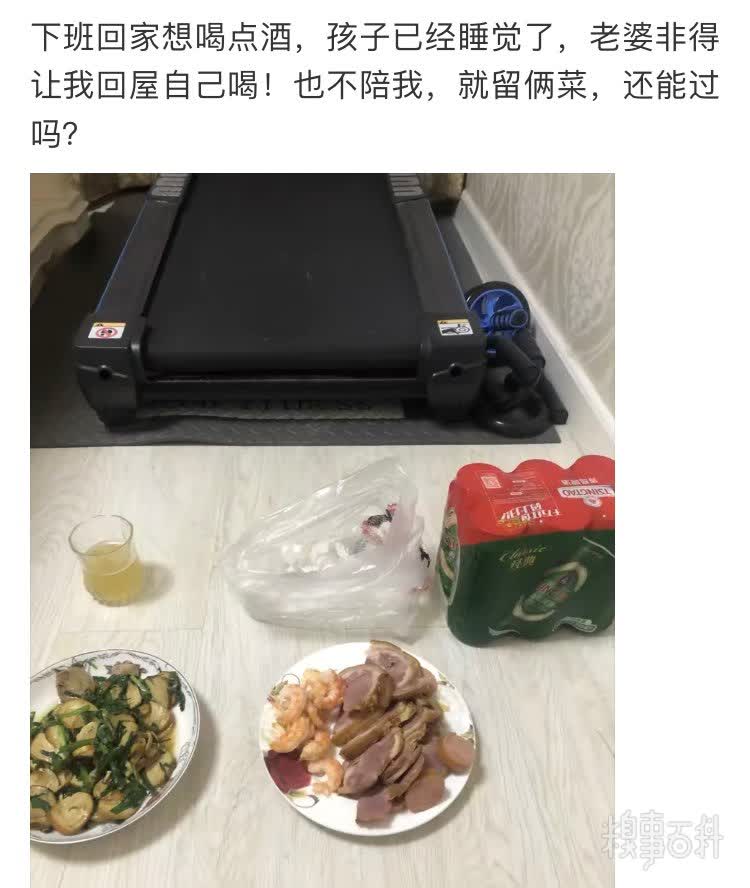 下班回家想喝点酒，孩子已经睡觉了，老婆非得
让我回屋自己喝！也不陪我，就留俩菜，还能过
吗？
TSINGTAO
Classic
经典
糗事百科